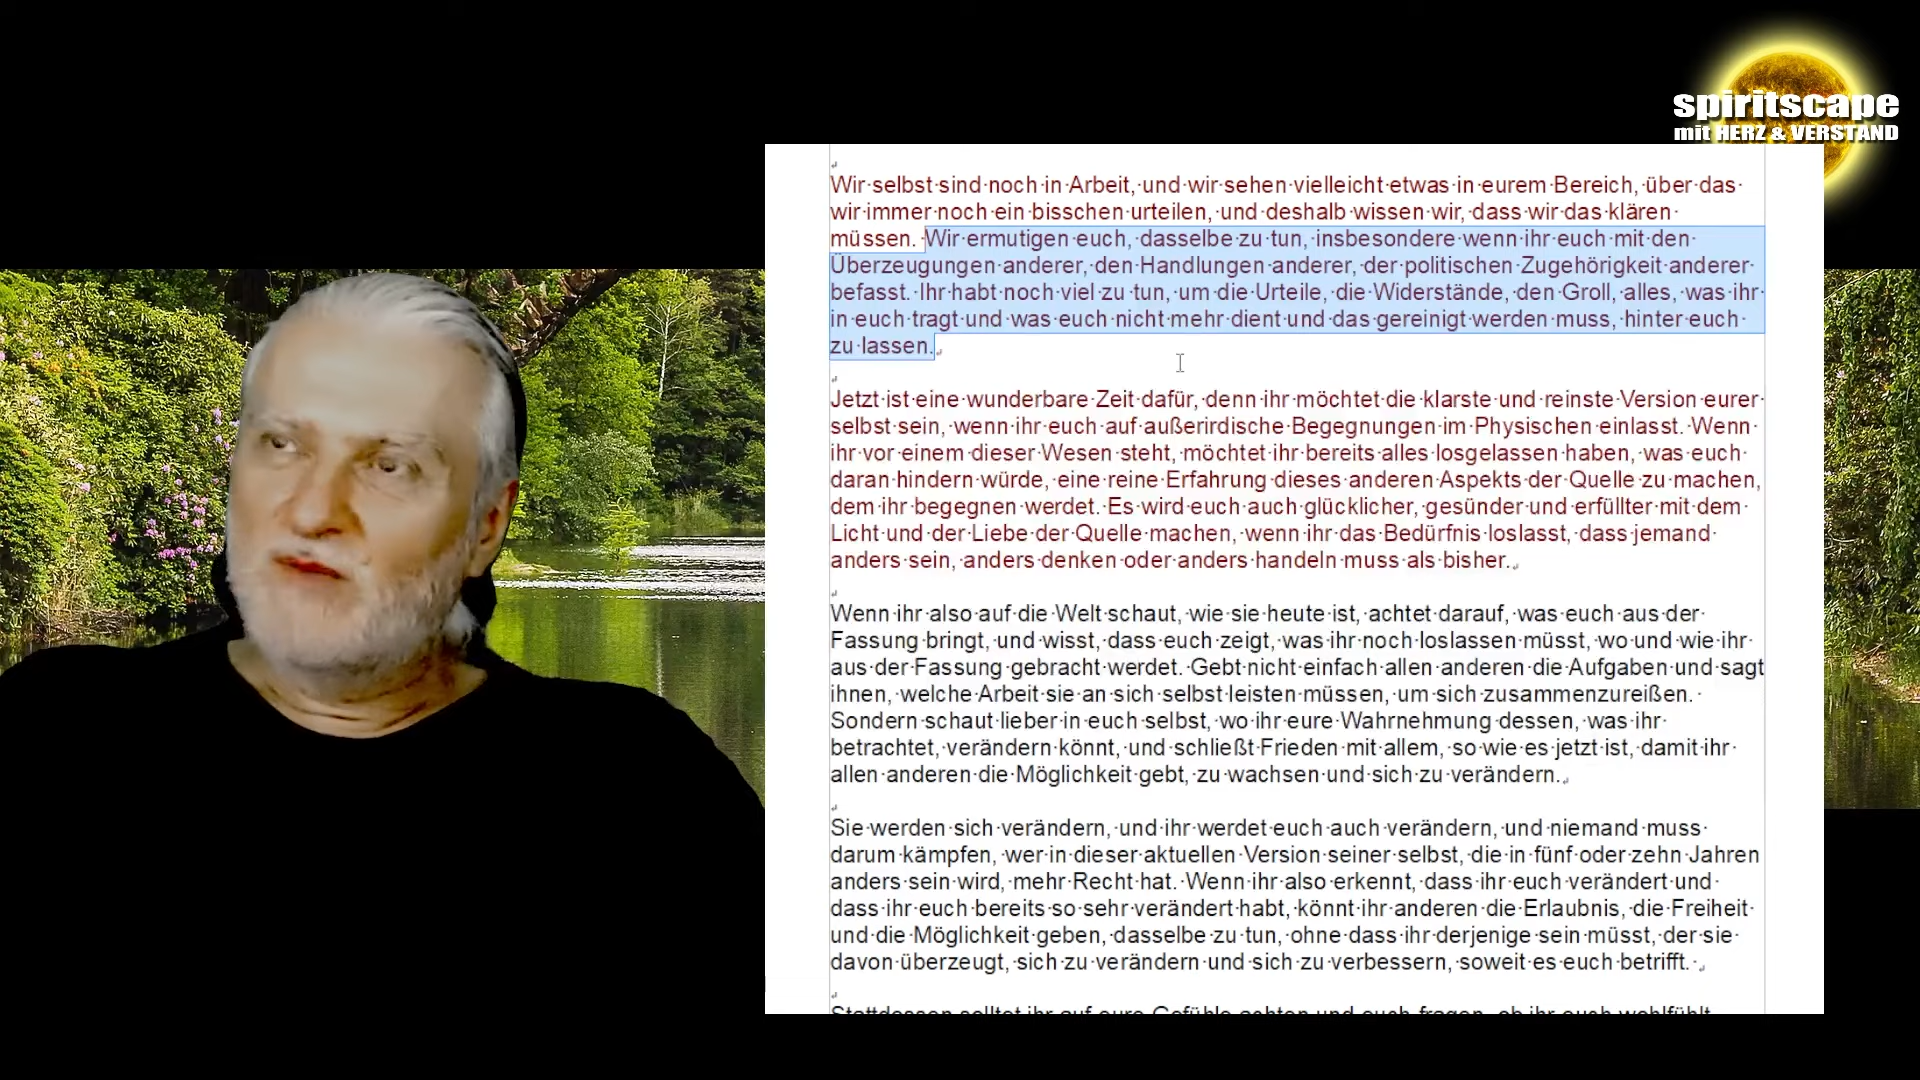 spiritscape
mit HERZ & VERSTAND
Wir selbst sind noch in Arbeit, und wir sehen vielleicht etwas in eurem Bereich, über das
wir immer noch ein bisschen urteilen, und deshalb wissen wir, dass wir das klären
müssen. Wir ermutigen euch, dasselbe zu tun, insbesondere wenn ihr euch mit den
Überzeugungen anderer, den Handlungen anderer, der politischen Zugehörigkeit anderer
befasst. Ihr habt noch viel zu tun, um die Urteile, die Widerstände, den Groll, alles, was ihr
in euch tragt und was euch nicht mehr dient und das gereinigt werden muss, hinter euch
zu lassen.
Jetzt ist eine wunderbare Zeit dafür, denn ihr möchtet die klarste und reinste Version eurer
selbst sein, wenn ihr euch auf außerirdische Begegnungen im Physischen einlasst. Wenn
ihr vor einem dieser Wesen steht, möchtet ihr bereits alles losgelassen haben, was euch
daran hindern würde, eine reine Erfahrung dieses anderen Aspekts der Quelle zu machen,
dem ihr begegnen werdet. Es wird euch auch glücklicher, gesünder und erfüllter mit dem
Licht und der Liebe der Quelle machen, wenn ihr das Bedürfnis loslasst, dass jemand
anders sein, anders denken oder anders handeln muss als bisher.
Wenn ihr also auf die Welt schaut, wie sie heute ist, achtet darauf, was euch aus der
Fassung bringt, und wisst, dass euch zeigt, was ihr noch loslassen müsst, wo und wie ihr
aus der Fassung gebracht werdet. Gebt nicht einfach allen anderen die Aufgaben und sagt
ihnen, welche Arbeit sie an sich selbst leisten müssen, um sich zusammenzureißen.
Sondern schaut lieber in euch selbst, wo ihr eure Wahrnehmung dessen, was ihr
betrachtet, verändern könnt, und schließt Frieden mit allem, so wie es jetzt ist, damit ihr
allen anderen die Möglichkeit gebt, zu wachsen und sich zu verändern.
Sie werden sich verändern, und ihr werdet euch auch verändern, und niemand muss
darum kämpfen, wer in dieser aktuellen Version seiner selbst, die in fünf oder zehn Jahren
anders sein wird, mehr Recht hat. Wenn ihr also erkennt, dass ihr euch verändert und
dass ihr euch bereits so sehr verändert habt, könnt ihr anderen die Erlaubnis, die Freiheit
und die Möglichkeit geben, dasselbe zu tun, ohne dass ihr derjenige sein müsst, der sie
davon überzeugt, sich zu verändern und sich zu verbessern, soweit es euch betrifft.
Stattdessen solltet ihr auf eure Gefühle achten und euch fragen, ob ihr euch wohlfühlt